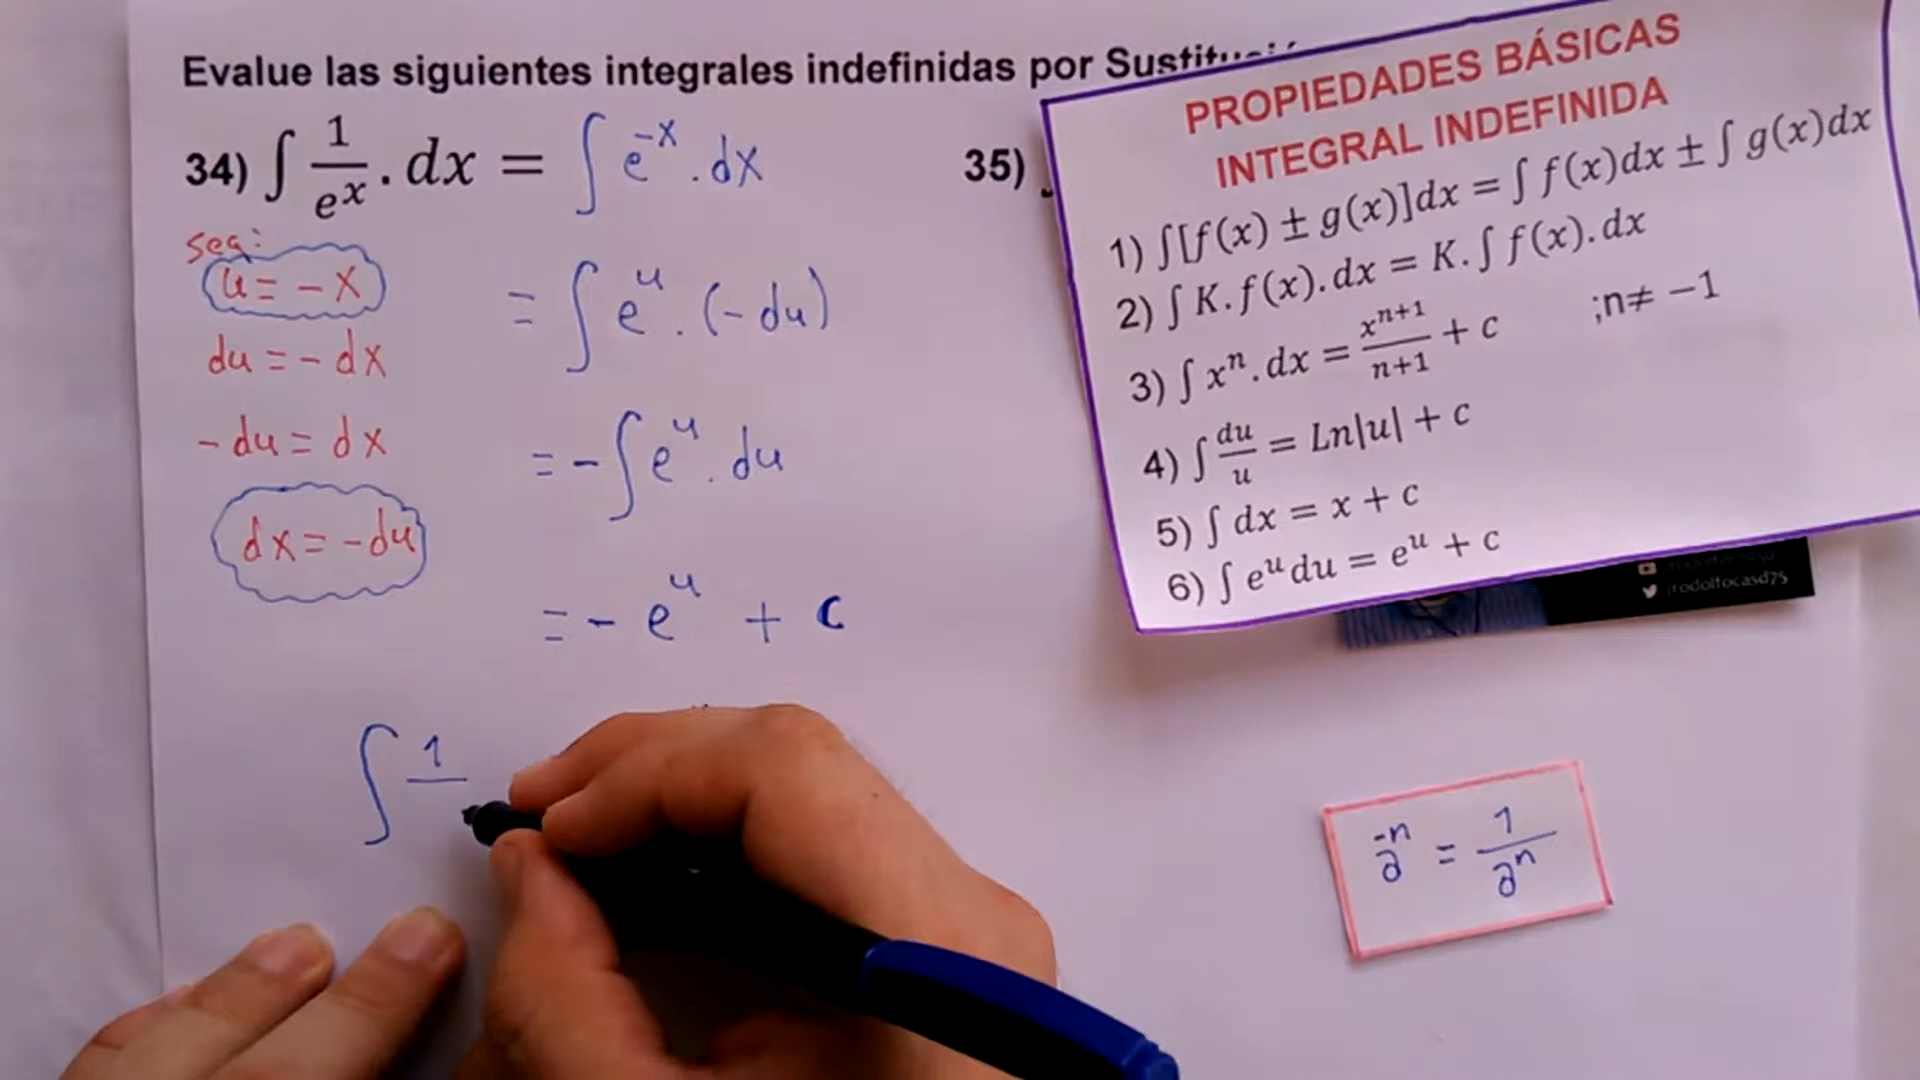 Evalue las siguientes integrales indefinidas por
34) ∫ 1/eˣ . dx = ∫ e⁻ˣ . dx
sea:
u = - x
du = - dx
- du = dx
dx = - du
= ∫ eᵘ . (- du)
= - ∫ eᵘ . du
= - eᵘ + c
∫ 1
35)
PROPIEDADES BÁSICAS
INTEGRAL INDEFINIDA
1) ∫[f(x) ± g(x)]dx = ∫ f(x)dx ± ∫ g(x)dx
2) ∫ K.f(x).dx = K.∫ f(x).dx
3) ∫ xⁿ.dx = xⁿ⁺¹/n+1 + c ;n≠ −1
4) ∫ du/u = Ln|u| + c
5) ∫ dx = x + c
6) ∫ eᵘdu = eᵘ + c
rodolfocasd75
a⁻ⁿ = 1/aⁿ